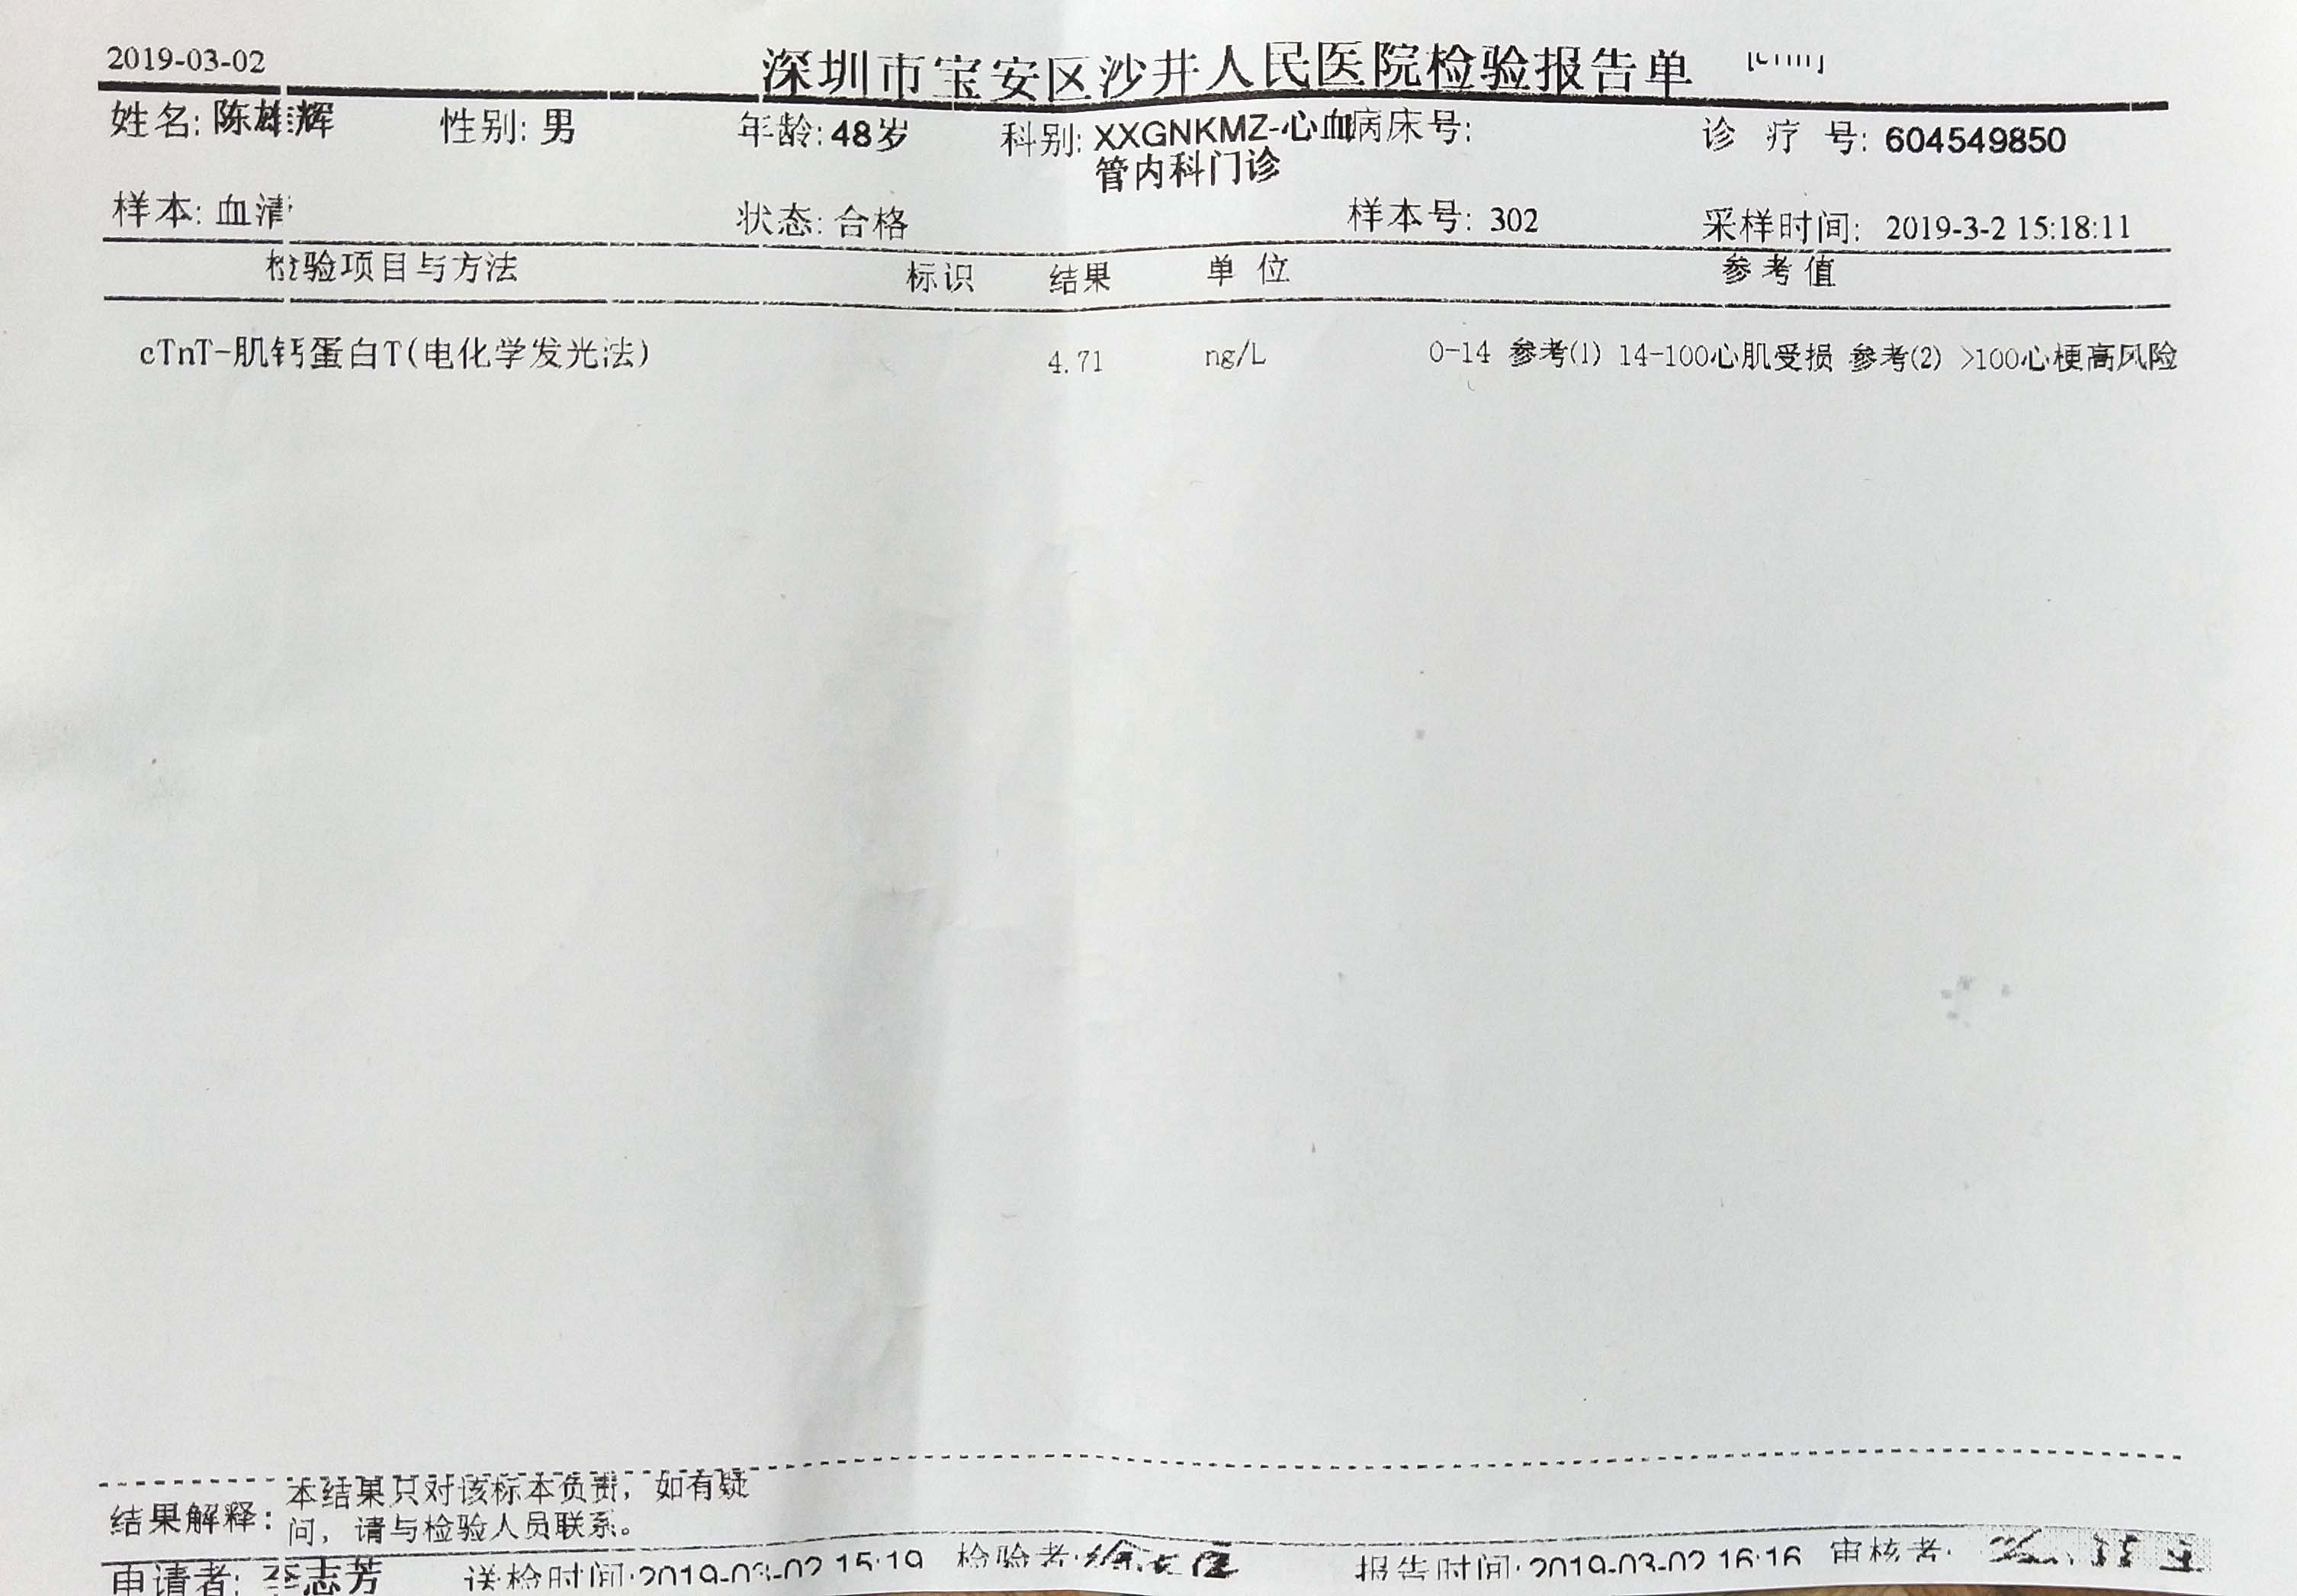 2019-03-02 深圳市宝安区沙井人民医院检验报告单
姓名: 陈雄辉 性别: 男 年龄: 48岁 科别: XXGNKMZ-心血管内科门诊 病床号: 诊疗号: 604549850
样本: 血清 状态: 合格 样本号: 302 采样时间: 2019-3-2 15:18:11
检验项目与方法 标识 结果 单位 参考值
cTnT-肌钙蛋白T(电化学发光法) 4.71 ng/L 0-14 参考(1) 14-100心肌受损 参考(2) >100心梗高风险
结果解释: 本结果只对该标本负责, 如有疑
问, 请与检验人员联系。
申请者: 李志芳 送检时间:2019-03-02 15:19 检验者: 报告时间:2019-03-02 16:16 审核者: